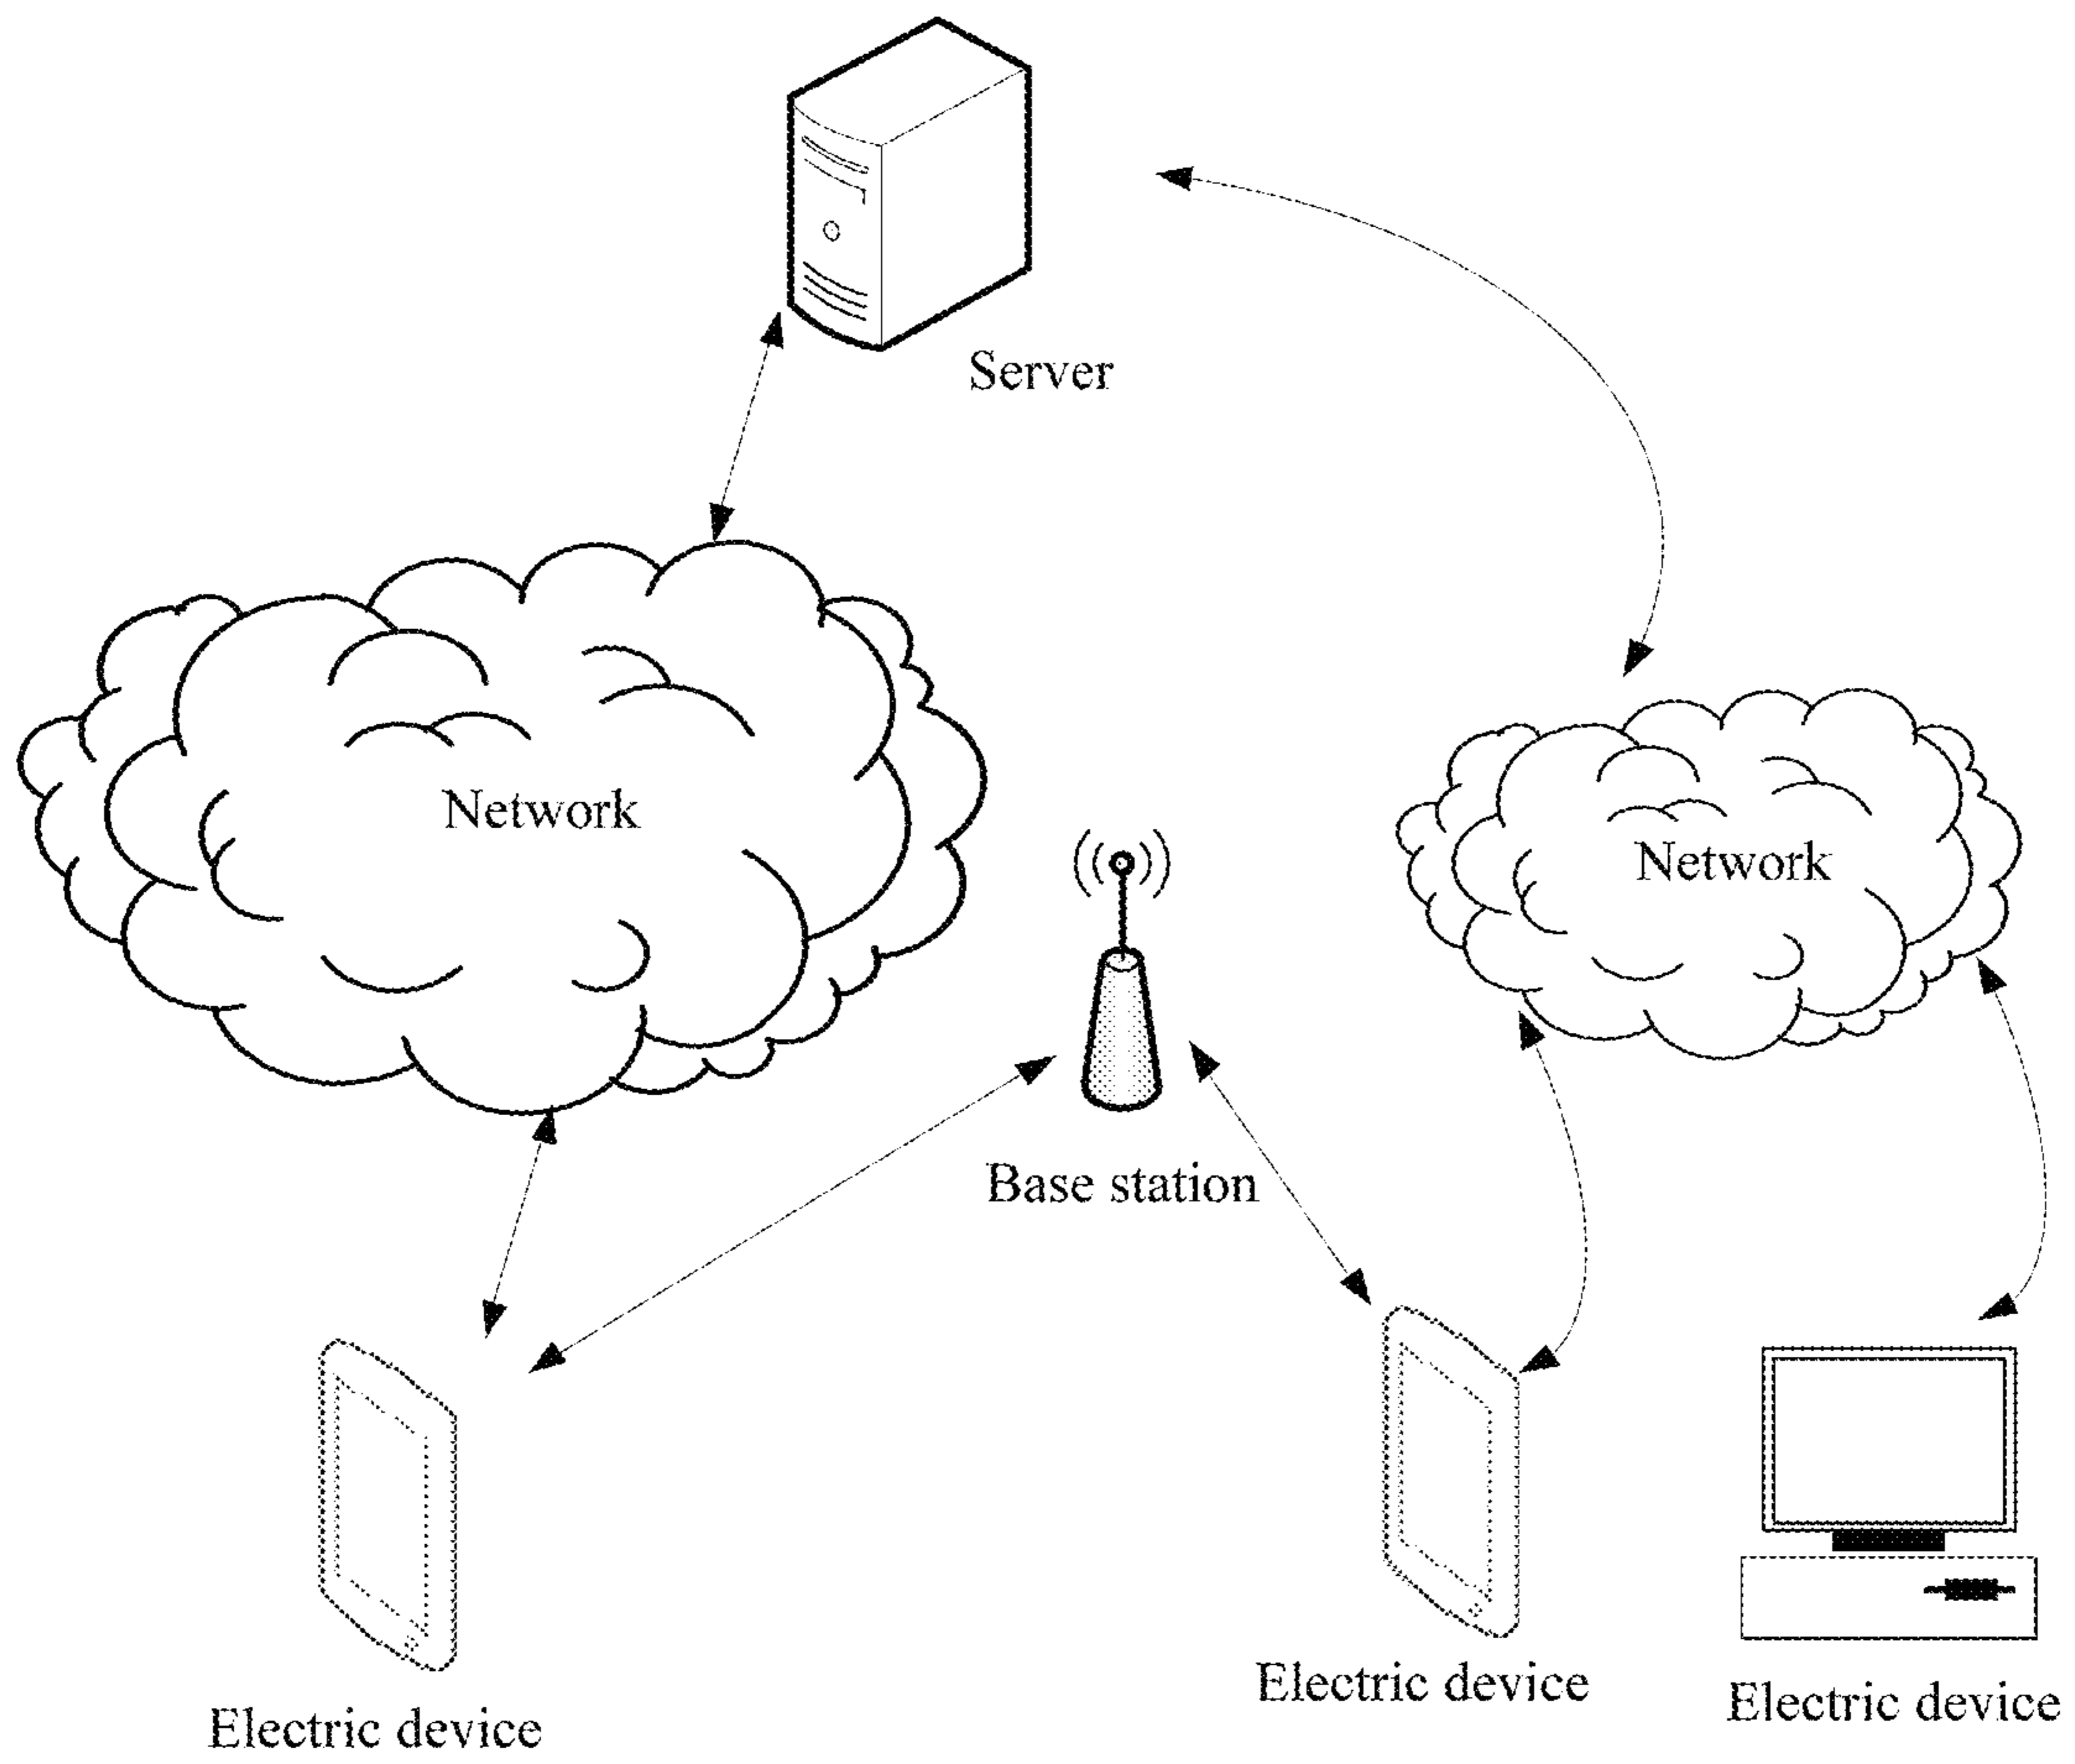 Server
Network
Network
Base station
Electric device
Electric device
Electric device